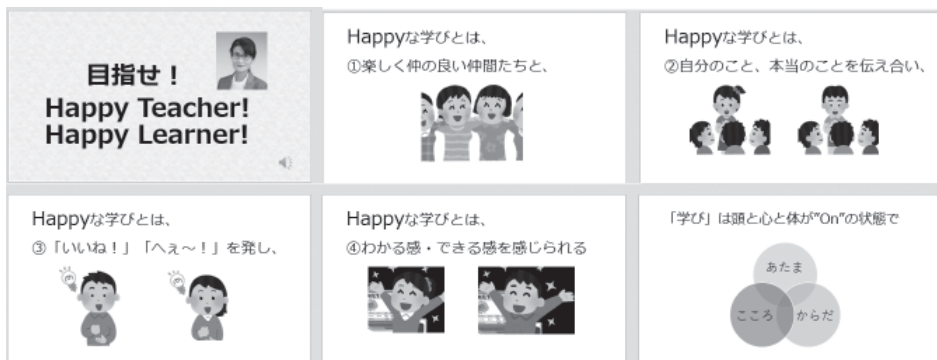 目指せ！
Happy Teacher!
Happy Learner!
Happyな学びとは、
①楽しく仲の良い仲間たちと、
Happyな学びとは、
②自分のこと、本当のことを伝え合い、
Happyな学びとは、
③「いいね！」「へぇ～！」を発し、
Happyな学びとは、
④わかる感・できる感を感じられる
「学び」は頭と心と体が"On"の状態で
あたま
こころ
からだ